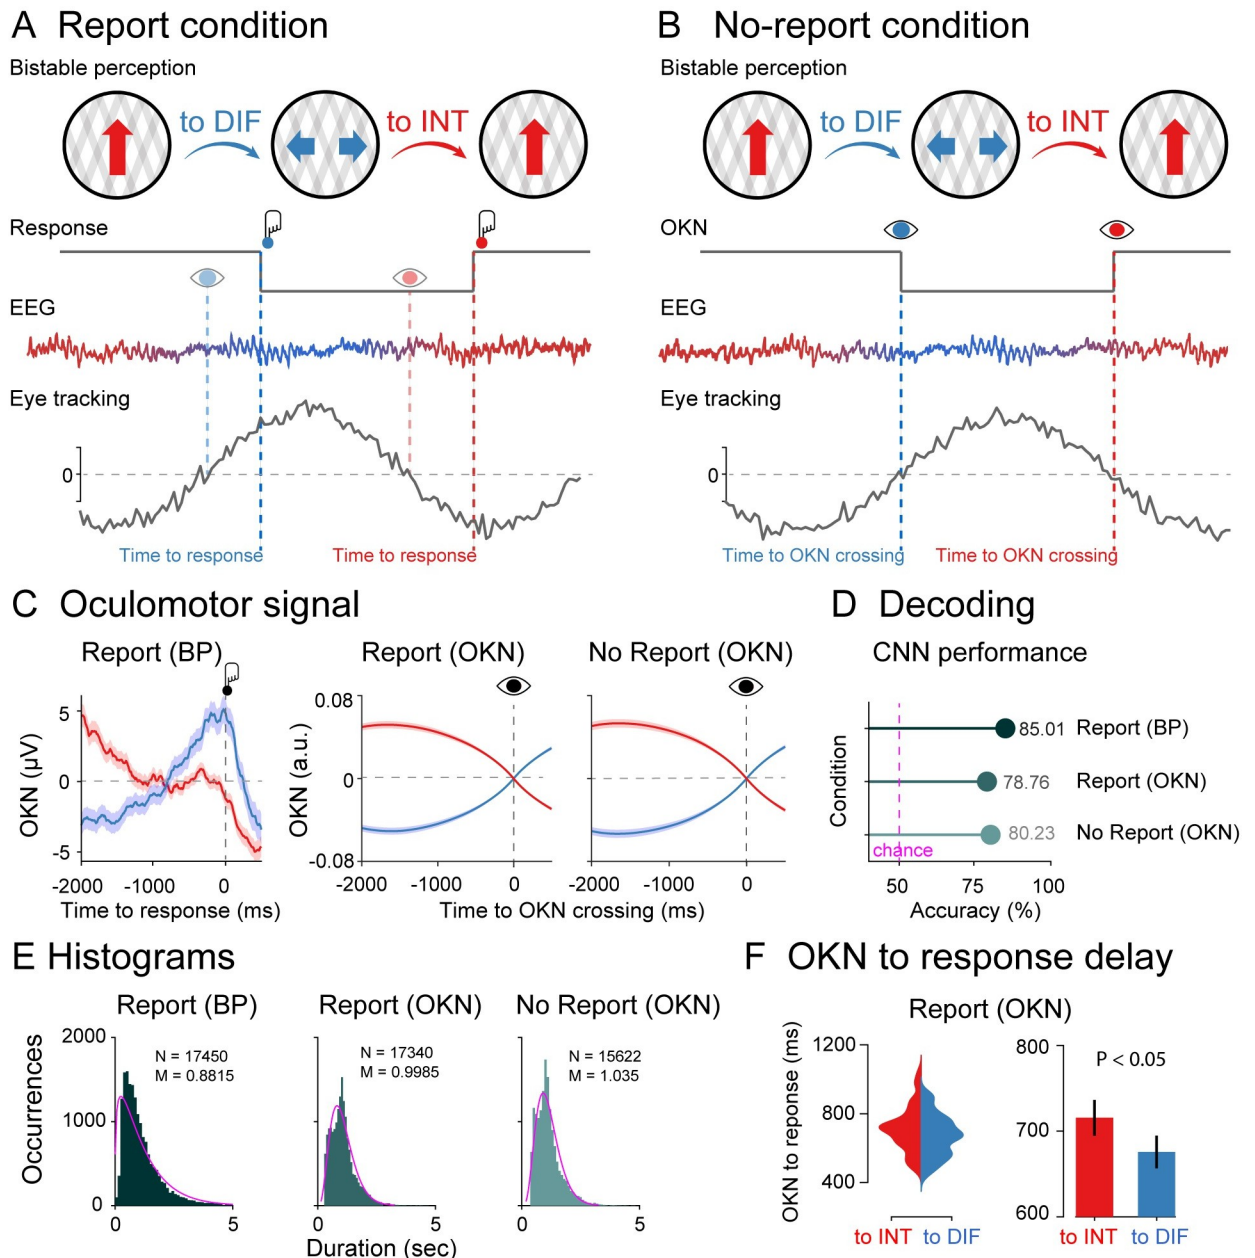 A Report condition
Bistable perception
to DIF
to INT
Response
EEG
Eye tracking
0
Time to response
Time to response
B No-report condition
Bistable perception
to DIF
to INT
OKN
EEG
Eye tracking
0
Time to OKN crossing
Time to OKN crossing
C Oculomotor signal
Report (BP)
OKN (µV)
5
0
-5
-2000 -1000 0
Time to response (ms)
Report (OKN)
No Report (OKN)
OKN (a.u.)
0.08
0
-0.08
-2000 -1000 0
-2000 -1000 0
Time to OKN crossing (ms)
D Decoding
CNN performance
Condition
85.01 Report (BP)
78.76 Report (OKN)
80.23 No Report (OKN)
chance
50 75 100
Accuracy (%)
E Histograms
Report (BP)
Report (OKN)
No Report (OKN)
Occurrences
2000
1000
0
N = 17450
M = 0.8815
N = 17340
M = 0.9985
N = 15622
M = 1.035
0 5
0 5
0 5
Duration (sec)
F OKN to response delay
Report (OKN)
OKN to reponse (ms)
1200
800
400
to INT to DIF
800
700
600
P < 0.05
to INT to DIF